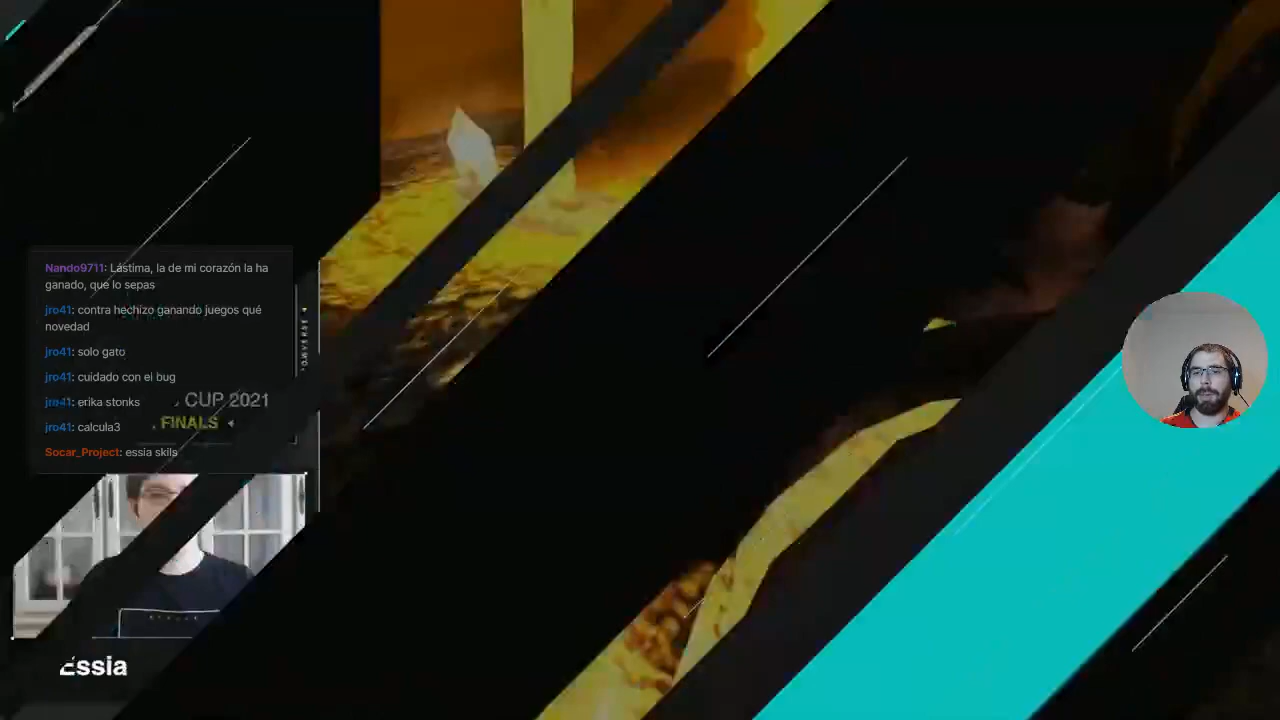 Nando9711: Lástima, la de mi corazón la ha
ganado, que lo sepas
jro41: contra hechizo ganando juegos qué
novedad
jro41: solo gato
jro41: cuidado con el bug
jro41: erika stonks
CUP 2021
FINALS
jro41: calcula3
Socar_Project: essia skils
Essia